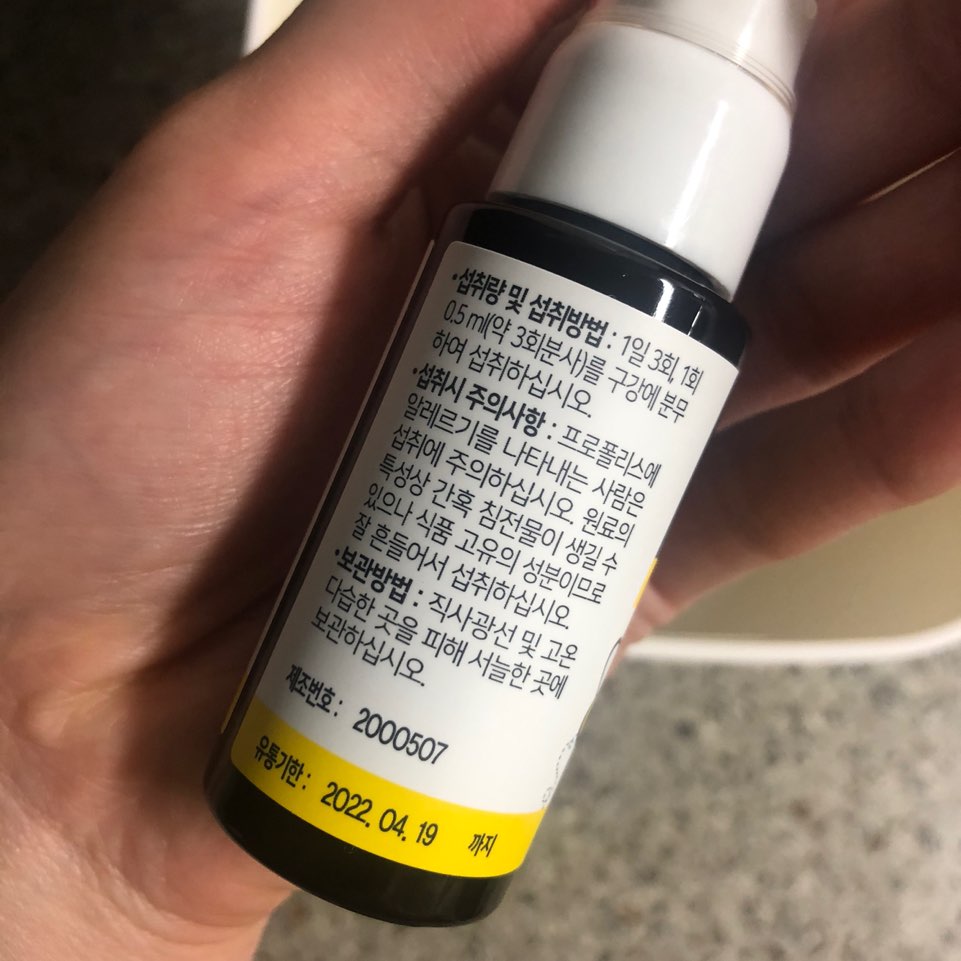 •섭취량 및 섭취방법 : 1일 3회, 1회
0.5 ml(약 3회분사)를 구강에 분무
하여 섭취하십시오.
•섭취시 주의사항 : 프로폴리스에
알레르기를 나타내는 사람은
섭취에 주의하십시오. 원료의
특성상 간혹 침전물이 생길 수
있으나 식품 고유의 성분이므로
잘 흔들어서 섭취하십시오.
•보관방법 : 직사광선 및 고온
다습한 곳을 피해 서늘한 곳에
보관하십시오.
제조번호 : 2000507
유통기한 : 2022. 04. 19 까지